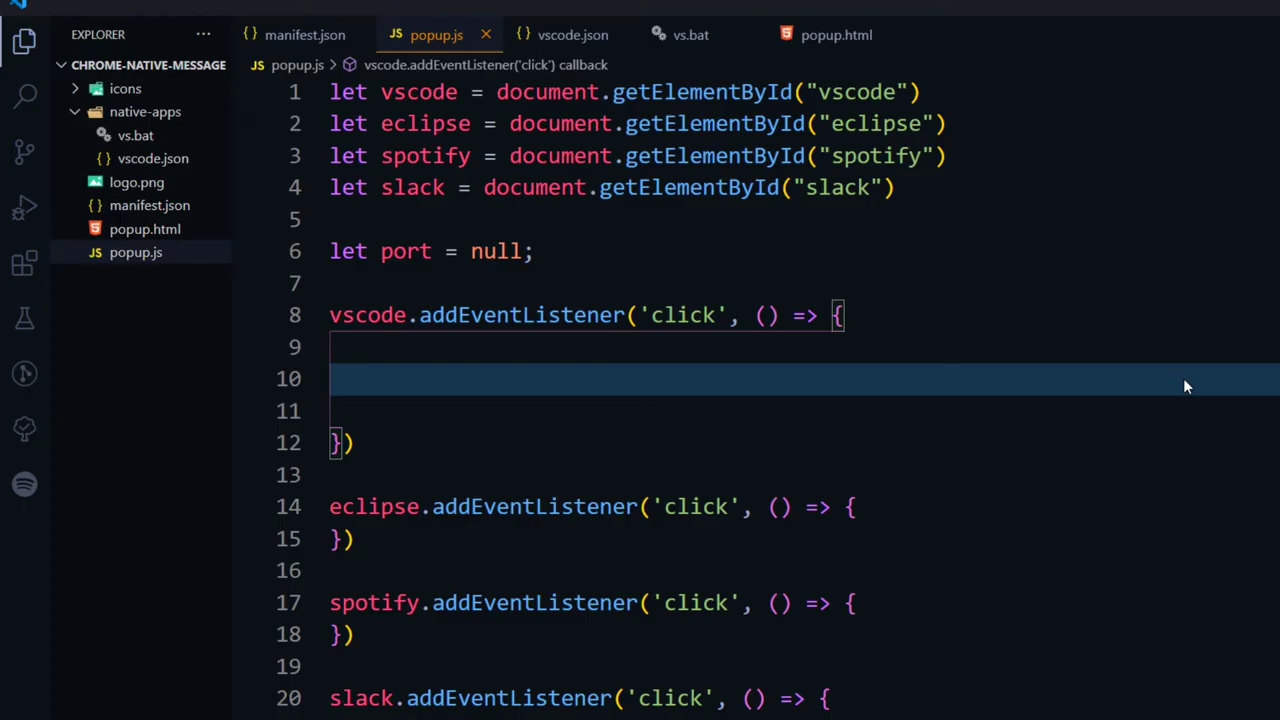 EXPLORER
manifest.json
popup.js
vscode.json
vs.bat
popup.html
CHROME-NATIVE-MESSAGE
icons
native-apps
vs.bat
vscode.json
logo.png
manifest.json
popup.html
popup.js
popup.js > vscode.addEventListener('click') callback
1 let vscode = document.getElementById("vscode")
2 let eclipse = document.getElementById("eclipse")
3 let spotify = document.getElementById("spotify")
4 let slack = document.getElementById("slack")
5
6 let port = null;
7
8 vscode.addEventListener('click', () => {
9
10
11
12 })
13
14 eclipse.addEventListener('click', () => {
15 })
16
17 spotify.addEventListener('click', () => {
18 })
19
20 slack.addEventListener('click', () => {